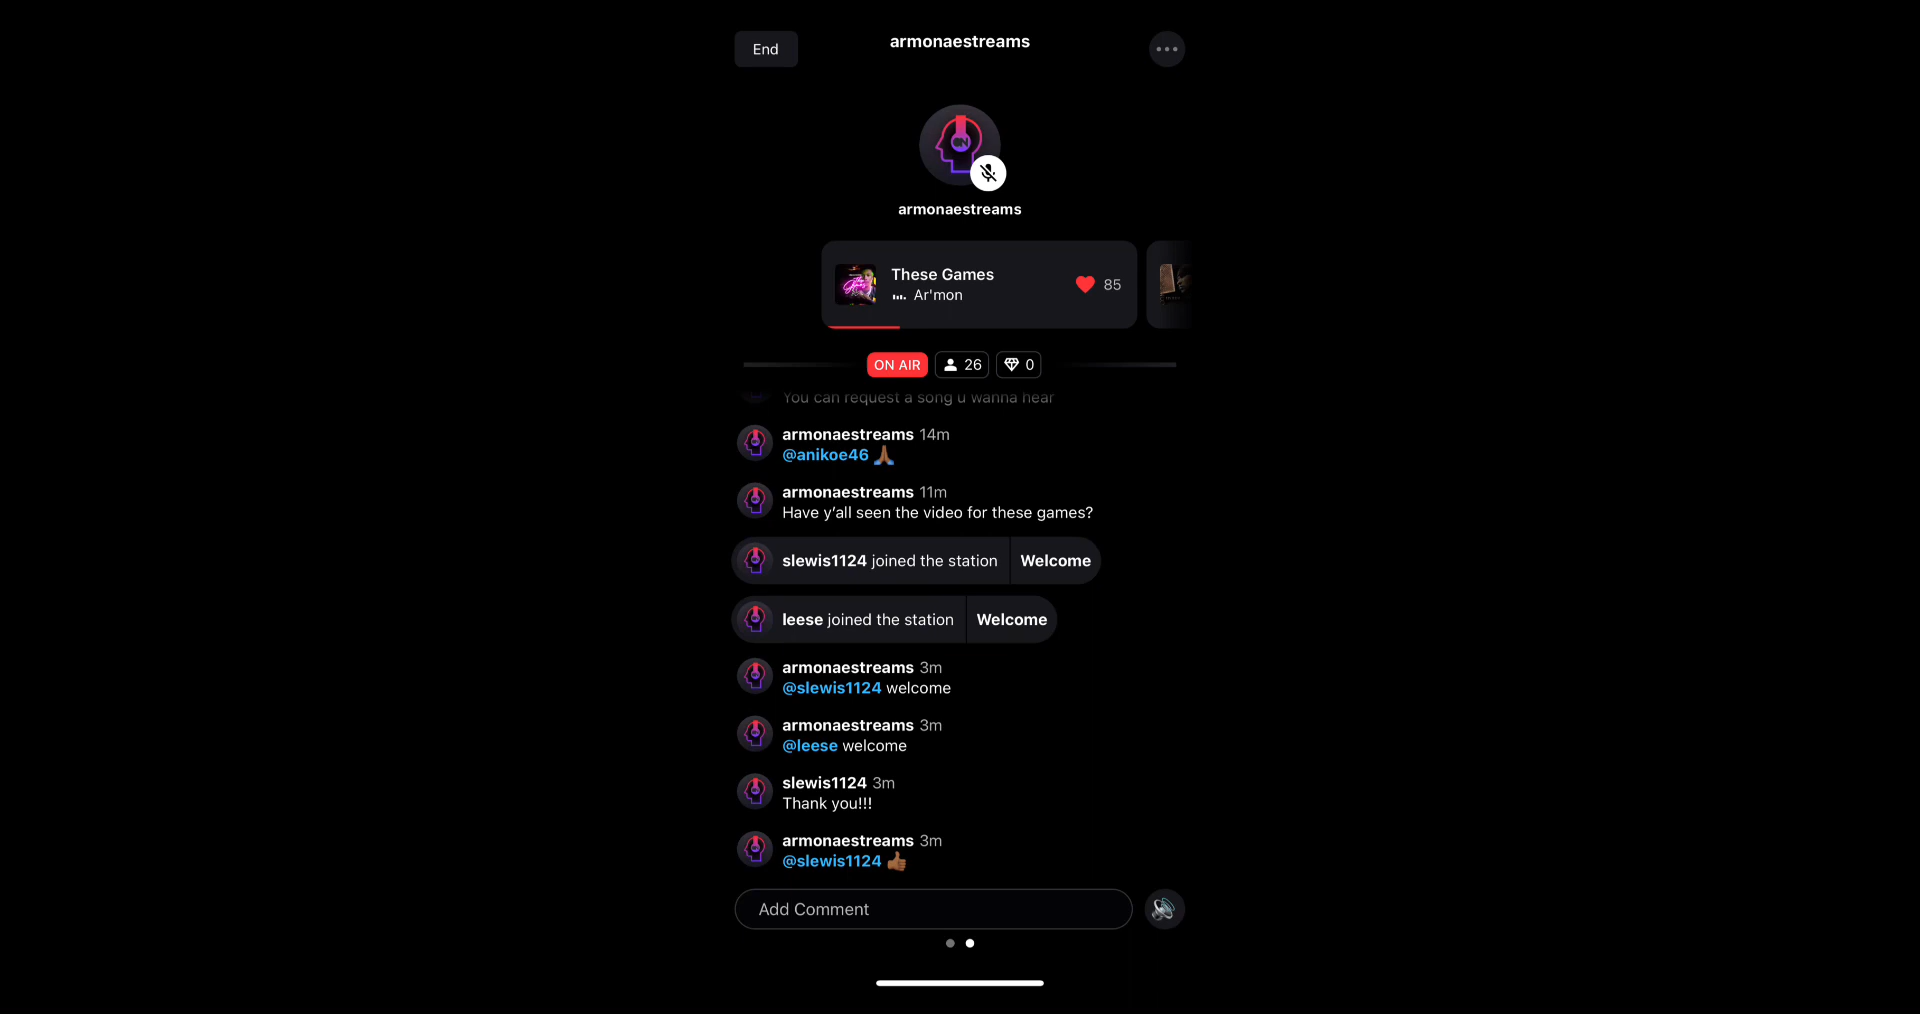 End
armonaestreams
armonaestreams
These Games
Ar'mon
85
ON AIR
26
0
You can request a song u wanna hear
armonaestreams 14m
@anikoe46 🙏🏾
armonaestreams 11m
Have y’all seen the video for these games?
slewis1124 joined the station
Welcome
leese joined the station
Welcome
armonaestreams 3m
@slewis1124 welcome
armonaestreams 3m
@leese welcome
slewis1124 3m
Thank you!!!
armonaestreams 3m
@slewis1124 👍🏾
Add Comment